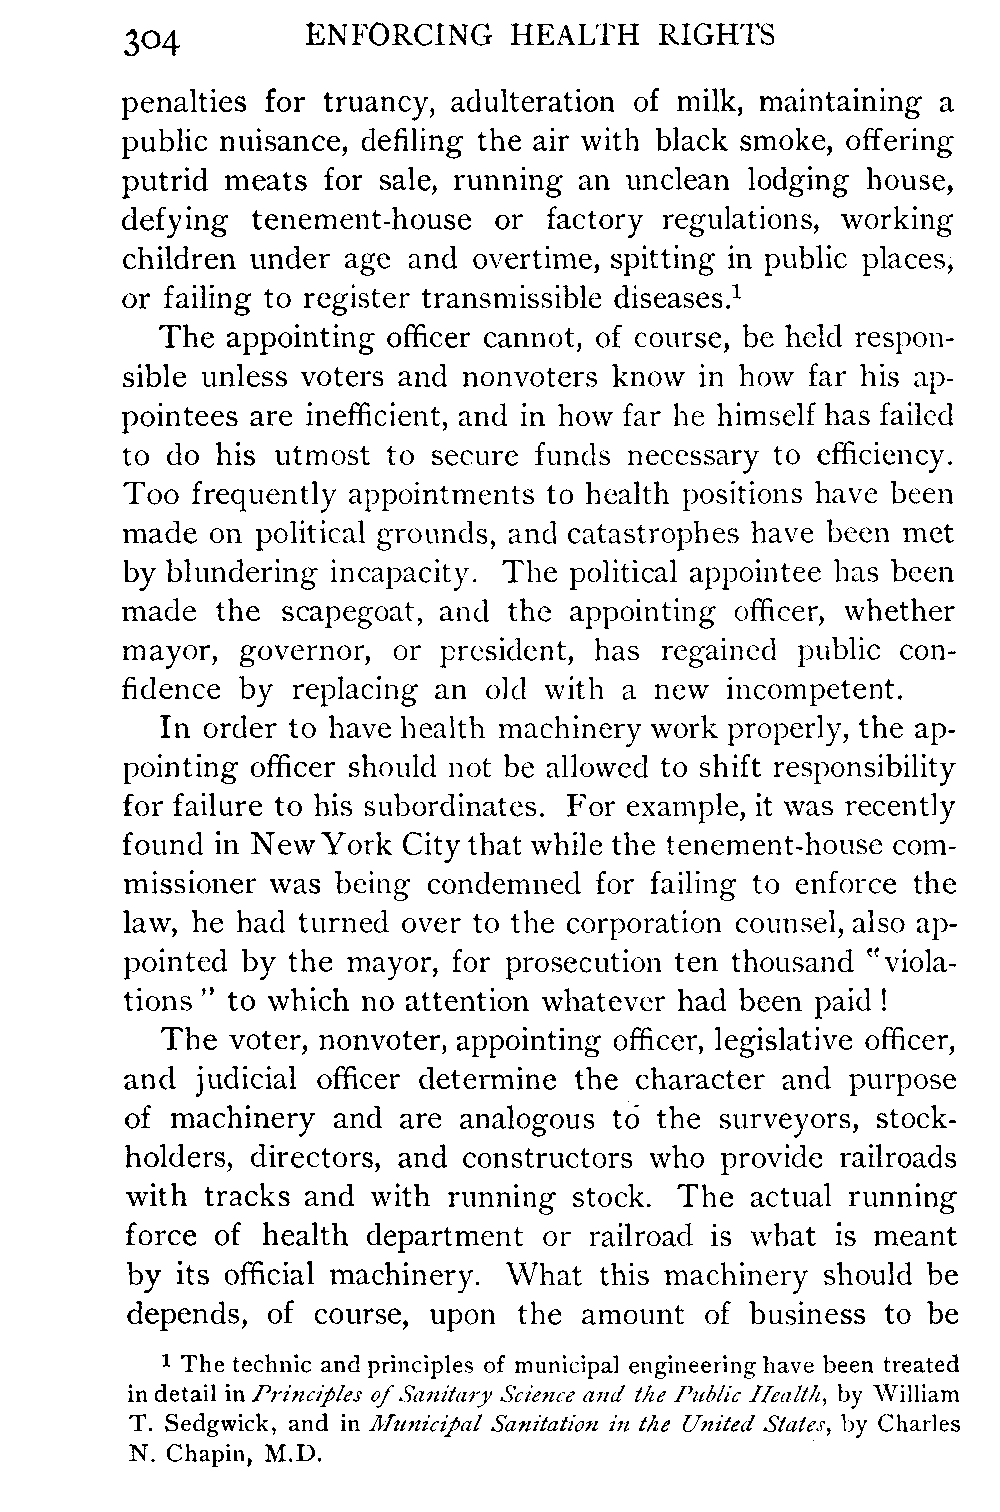 304 ENFORCING HEALTH RIGHTS
penalties for truancy, adulteration of milk, maintaining a
public nuisance, defiling the air with black smoke, offering
putrid meats for sale, running an unclean lodging house,
defying tenement-house or factory regulations, working
children under age and overtime, spitting in public places,
or failing to register transmissible diseases.¹
The appointing officer cannot, of course, be held respon-
sible unless voters and nonvoters know in how far his ap-
pointees are inefficient, and in how far he himself has failed
to do his utmost to secure funds necessary to efficiency.
Too frequently appointments to health positions have been
made on political grounds, and catastrophes have been met
by blundering incapacity. The political appointee has been
made the scapegoat, and the appointing officer, whether
mayor, governor, or president, has regained public con-
fidence by replacing an old with a new incompetent.
In order to have health machinery work properly, the ap-
pointing officer should not be allowed to shift responsibility
for failure to his subordinates. For example, it was recently
found in New York City that while the tenement-house com-
missioner was being condemned for failing to enforce the
law, he had turned over to the corporation counsel, also ap-
pointed by the mayor, for prosecution ten thousand “viola-
tions ” to which no attention whatever had been paid !
The voter, nonvoter, appointing officer, legislative officer,
and judicial officer determine the character and purpose
of machinery and are analogous to the surveyors, stock-
holders, directors, and constructors who provide railroads
with tracks and with running stock. The actual running
force of health department or railroad is what is meant
by its official machinery. What this machinery should be
depends, of course, upon the amount of business to be
¹ The technic and principles of municipal engineering have been treated
in detail in Principles of Sanitary Science and the Public Health, by William
T. Sedgwick, and in Municipal Sanitation in the United States, by Charles
N. Chapin, M.D.